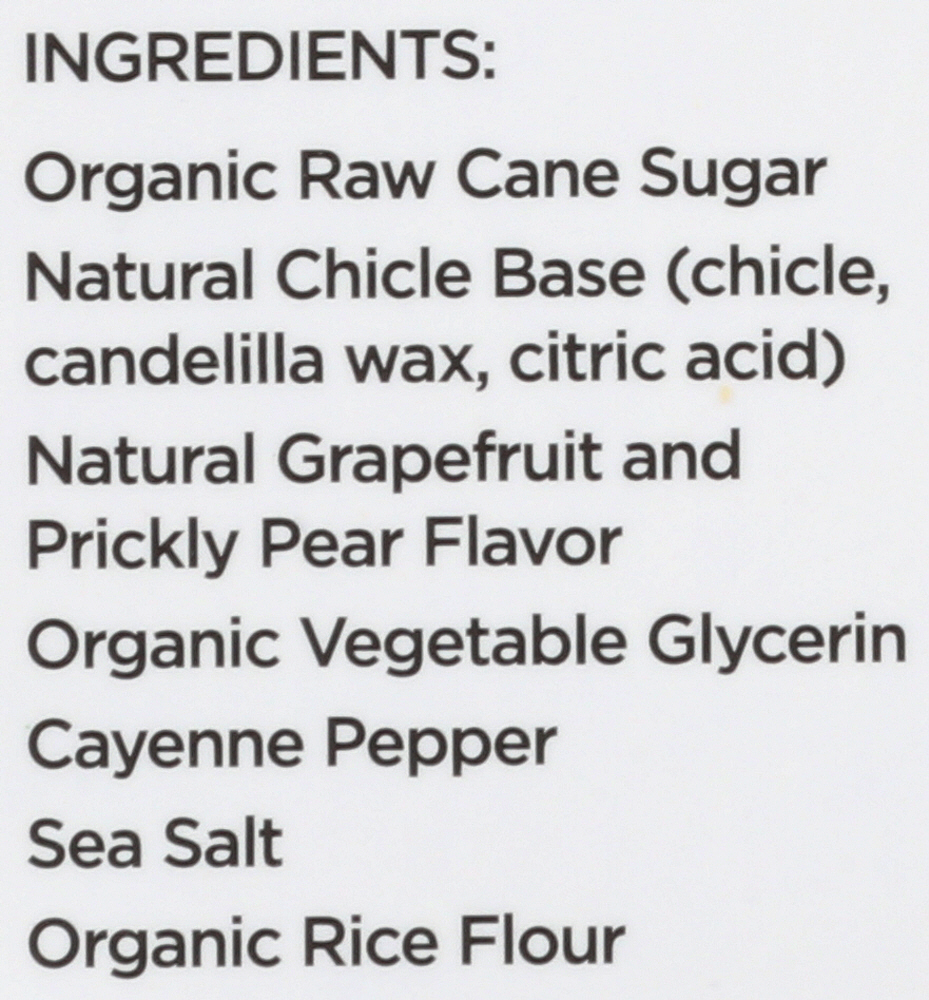 INGREDIENTS:
Organic Raw Cane Sugar
Natural Chicle Base (chicle,
candelilla wax, citric acid)
Natural Grapefruit and
Prickly Pear Flavor
Organic Vegetable Glycerin
Cayenne Pepper
Sea Salt
Organic Rice Flour